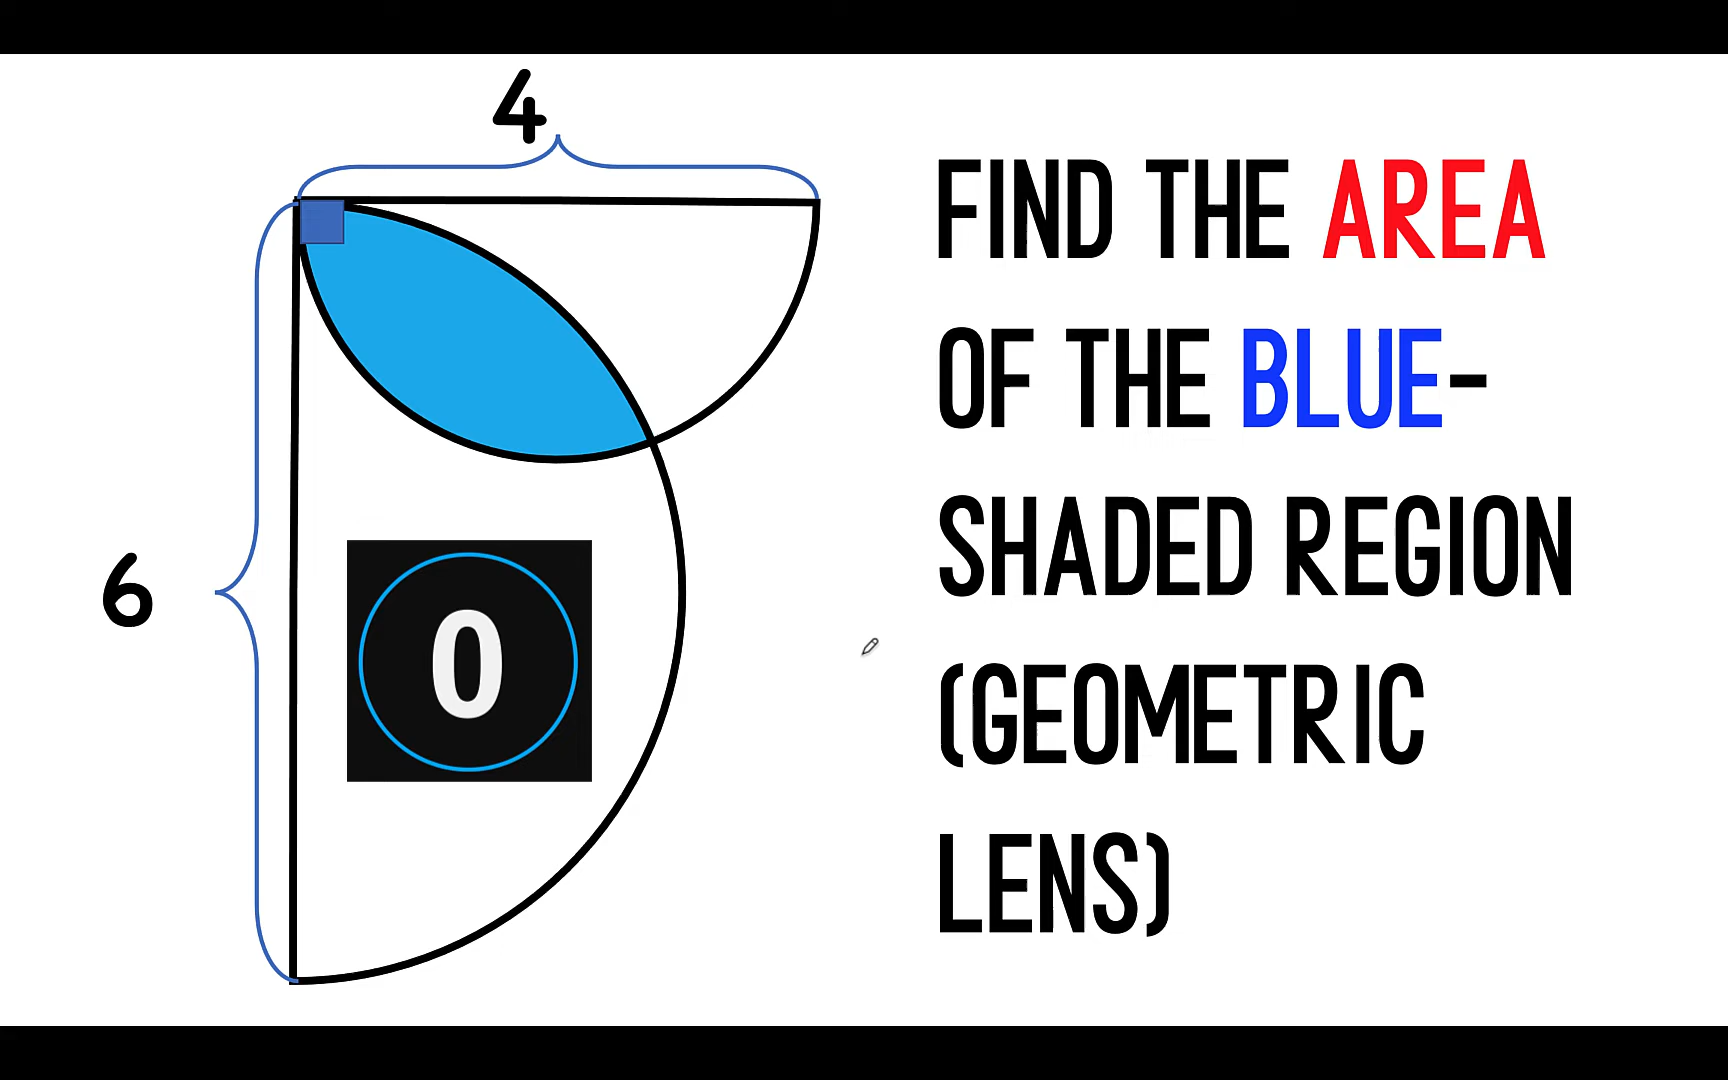 4
FIND THE AREA
OF THE BLUE-
SHADED REGION
6
0
(GEOMETRIC
LENS)